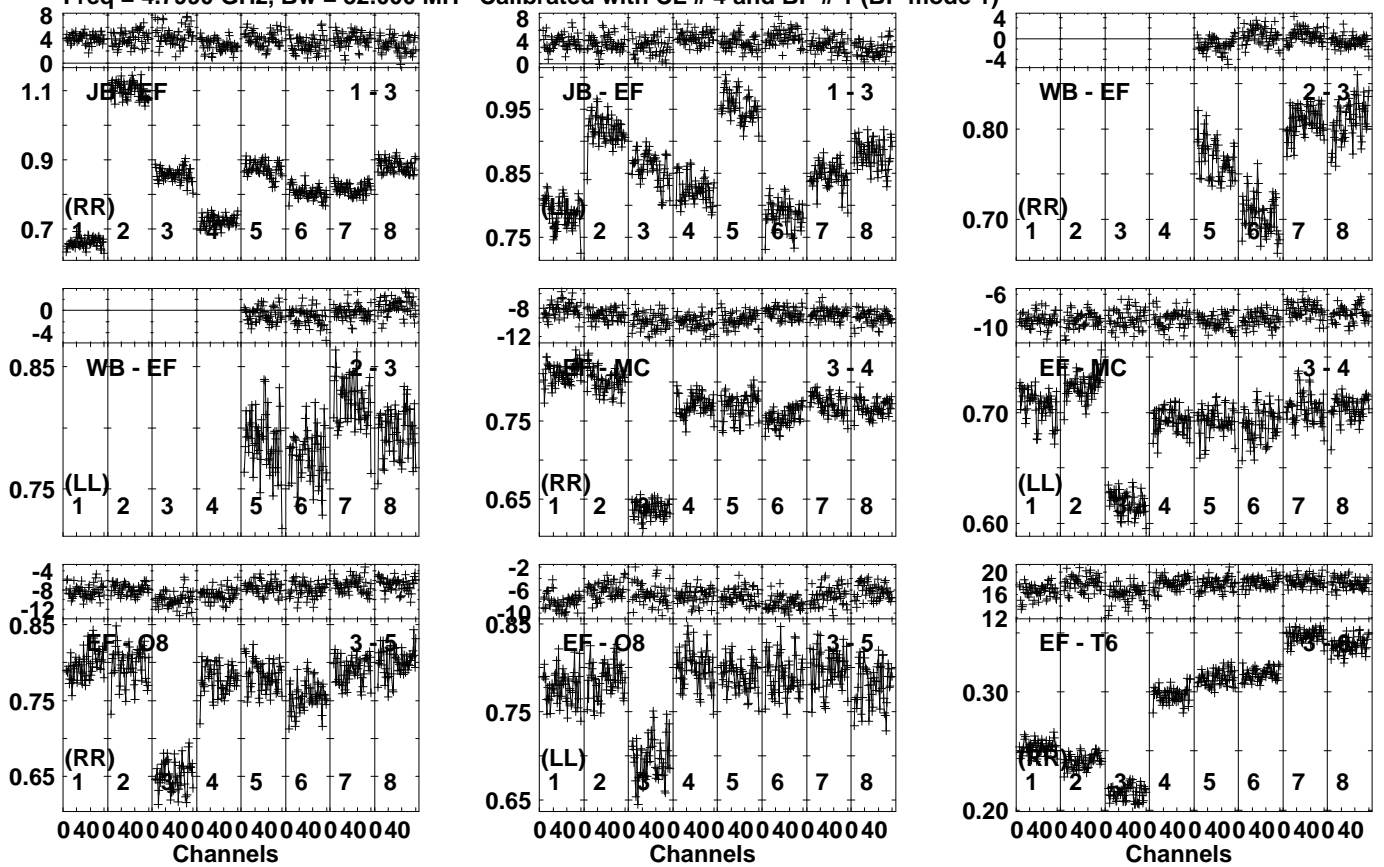 Calibrated with CL # 4 and BP # 1 (BP mode 1)
8 4 0
1.1 0.9 0.7
JB - EF 1 - 3
(RR)
1 2 3 4 5 6 7 8
8 6 4 2 0
0.95 0.85 0.75
JB - EF 1 - 3
1 2 3 4 5 6 7 8
4 0 -4
0.80 0.70
WB - EF 2 - 3
(RR)
1 2 3 4 5 6 7 8
0 -4
0.85 0.75
WB - EF 2 - 3
(LL)
1 2 3 4 5 6 7 8
-8 -12
0.75 0.65
EF - MC 3 - 4
(RR)
1 2 3 4 5 6 7 8
-6 -10
0.70 0.60
EF - MC 3 - 4
(LL)
1 2 3 4 5 6 7 8
-4 -8 -12
0.85 0.75 0.65
EF - O8 3 - 5
(RR)
1 2 3 4 5 6 7 8
-2 -6 -10
0.85 0.75 0.65
EF - O8 3 - 5
(LL)
1 2 3 4 5 6 7 8
20 16 12
0.30 0.20
EF - T6
(RR)
1 2 3 4 5 6 7 8
0 40 0 40 0 40 0 40 0 40 0 40 0 40 0 40
Channels
0 40 0 40 0 40 0 40 0 40 0 40 0 40 0 40
Channels
0 40 0 40 0 40 0 40 0 40 0 40 0 40 0 40
Channels